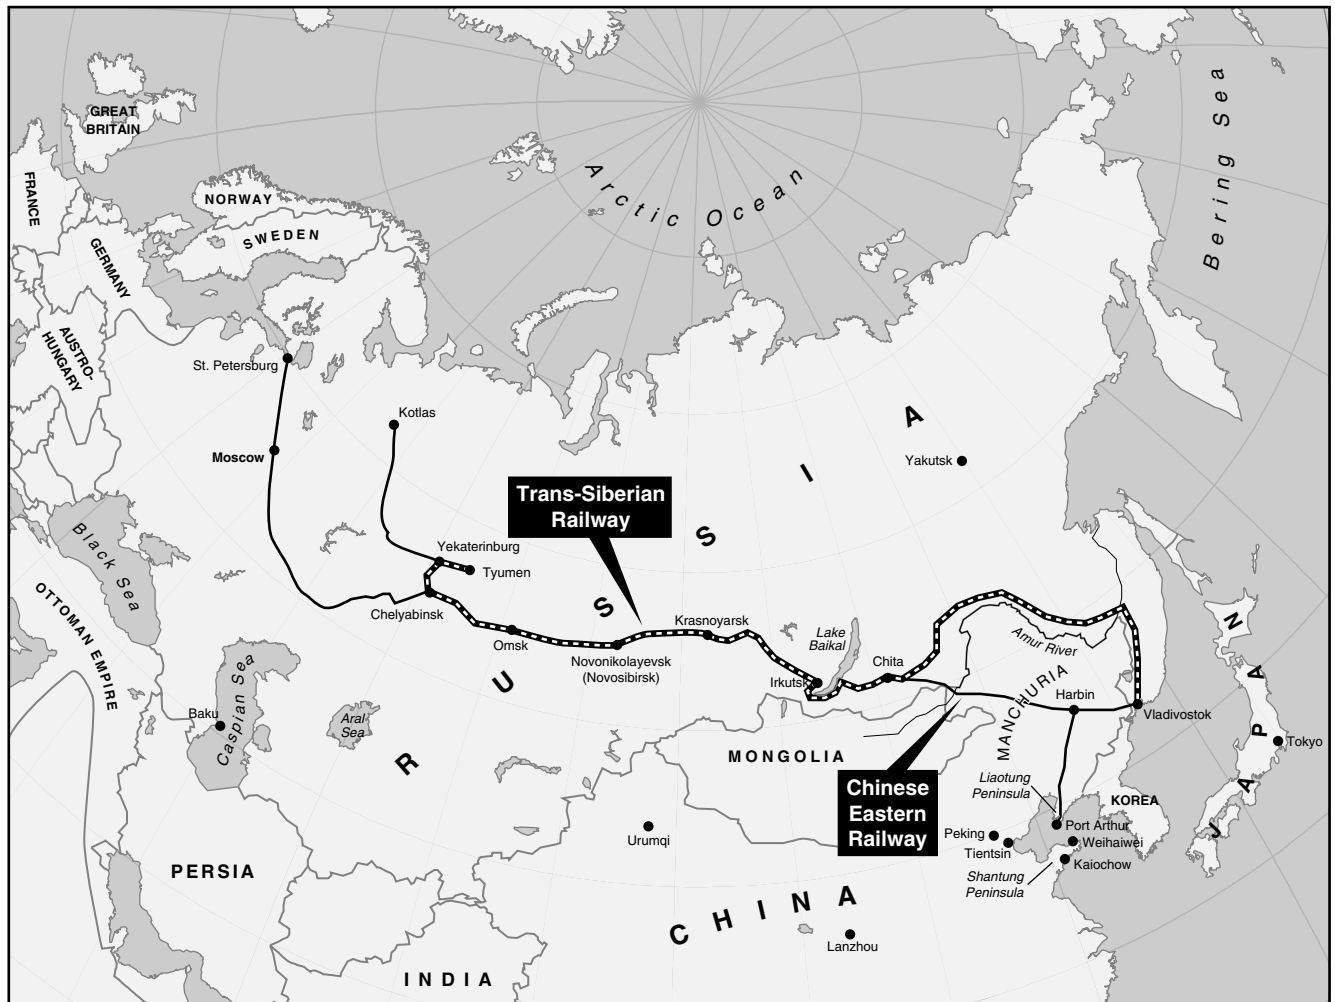 GREAT
BRITAIN
FRANCE
NORWAY
SWEDEN
GERMANY
AUSTRO-
HUNGARY
Arctic Ocean
Bering Sea
St. Petersburg
Kotlas
Moscow
Yakutsk
Trans-Siberian
Railway
Yekaterinburg
Tyumen
Chelyabinsk
Omsk
Novonikolayevsk
(Novosibirsk)
Krasnoyarsk
Lake
Baikal
Irkutsk
Chita
Amur River
MANCHURIA
Harbin
Vladivostok
RUSSIA
Black Sea
OTTOMAN EMPIRE
Baku
Caspian Sea
Aral
Sea
MONGOLIA
Chinese
Eastern
Railway
Liaotung
Peninsula
KOREA
JAPAN
Tokyo
Port Arthur
Peking
Weihaiwei
Tientsin
Kaiochow
Shantung
Peninsula
Urumqi
PERSIA
CHINA
Lanzhou
INDIA